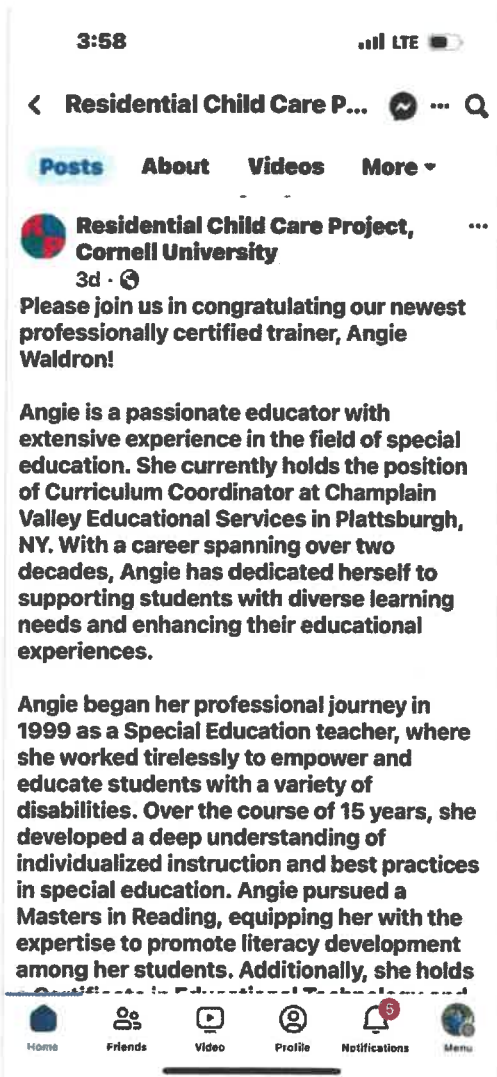 3:58
LTE
Residential Child Care P...
Posts About Videos More
Residential Child Care Project,
Cornell University
3d ·
Please join us in congratulating our newest
professionally certified trainer, Angie
Waldron!
Angie is a passionate educator with
extensive experience in the field of special
education. She currently holds the position
of Curriculum Coordinator at Champlain
Valley Educational Services in Plattsburgh,
NY. With a career spanning over two
decades, Angie has dedicated herself to
supporting students with diverse learning
needs and enhancing their educational
experiences.
Angie began her professional journey in
1999 as a Special Education teacher, where
she worked tirelessly to empower and
educate students with a variety of
disabilities. Over the course of 15 years, she
developed a deep understanding of
individualized instruction and best practices
in special education. Angie pursued a
Masters in Reading, equipping her with the
expertise to promote literacy development
among her students. Additionally, she holds
Certificate in Educational Technology and
5
Home Friends Video Profile Notifications Menu